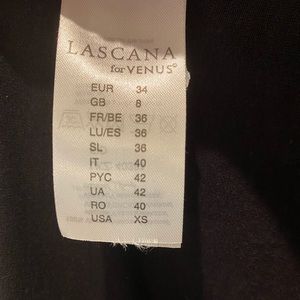 LASCANA
for VENUS®
EUR 34
GB 8
FR/BE 36
LU/ES 36
SL 36
IT 40
PYC 42
UA 42
RO 40
USA XS